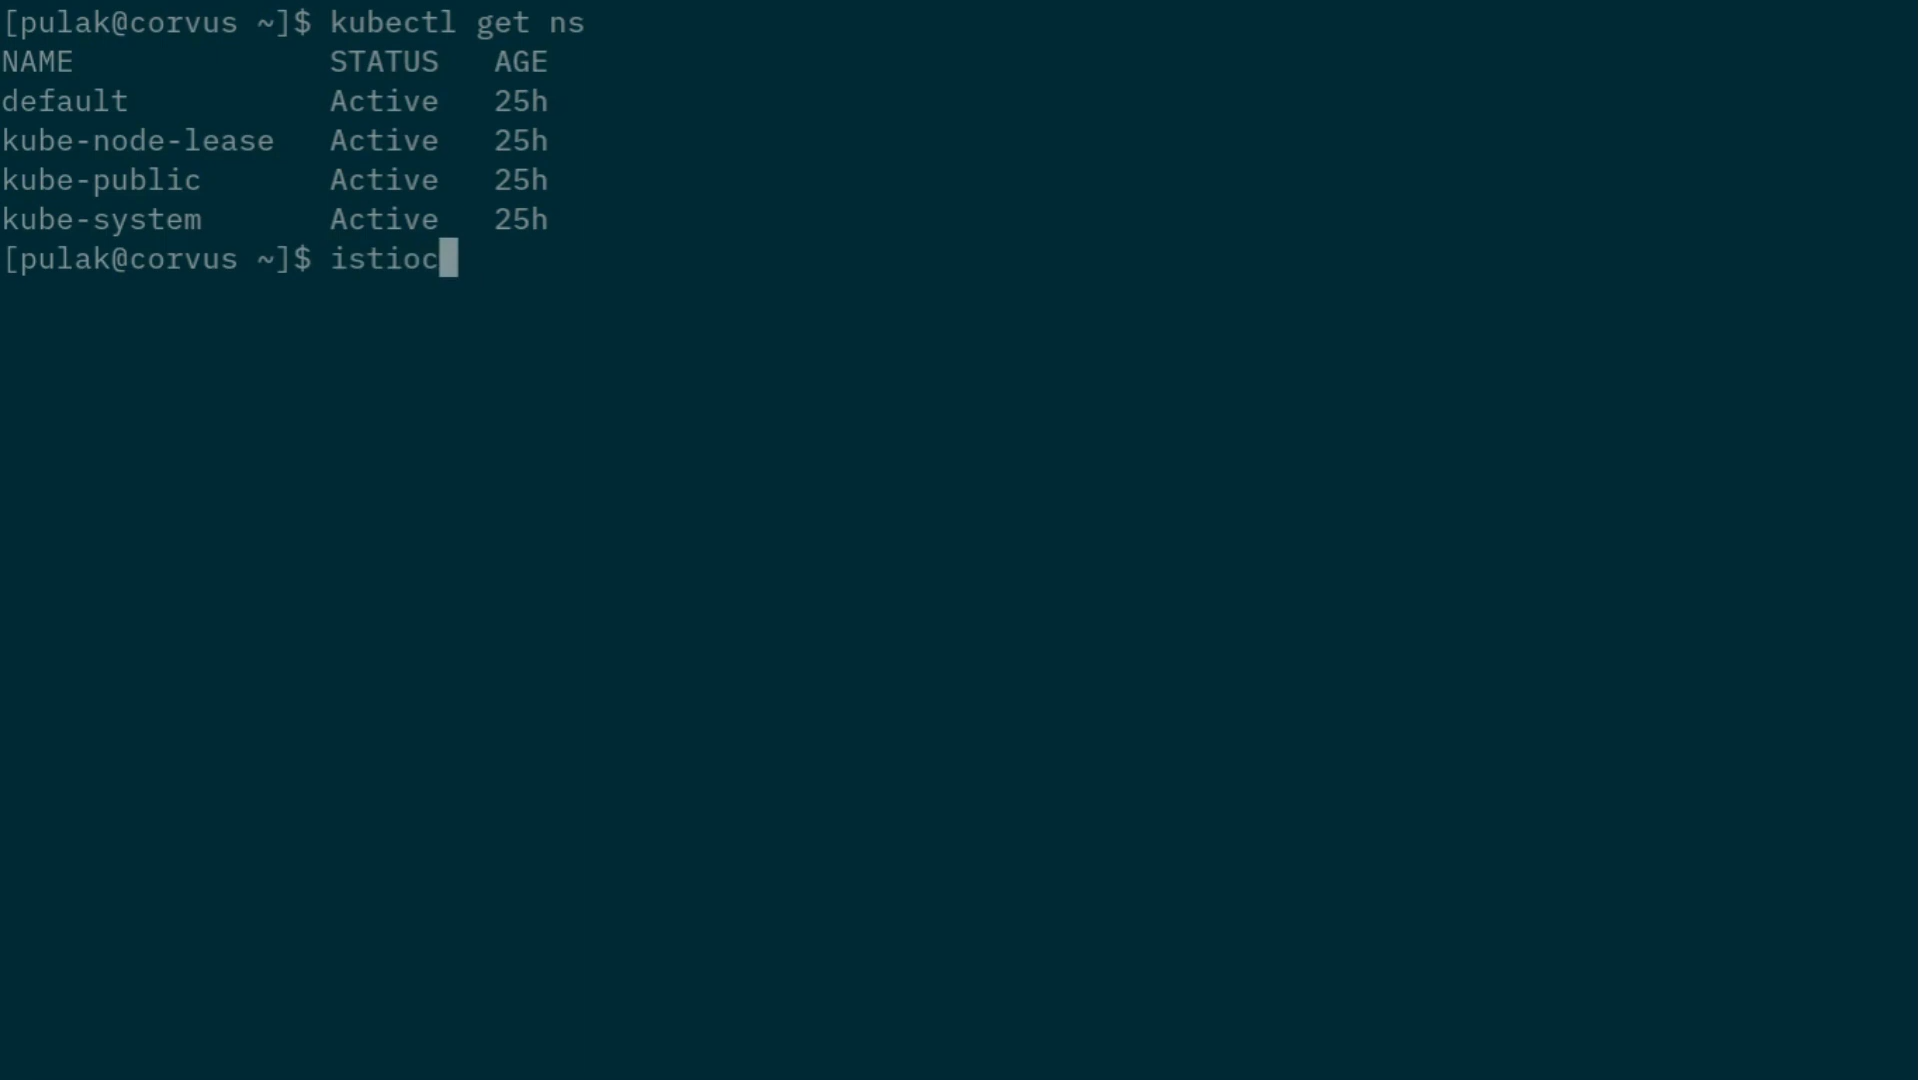 [pulak@corvus ~]$ kubectl get ns
NAME              STATUS   AGE
default           Active   25h
kube-node-lease   Active   25h
kube-public       Active   25h
kube-system       Active   25h
[pulak@corvus ~]$ istioc